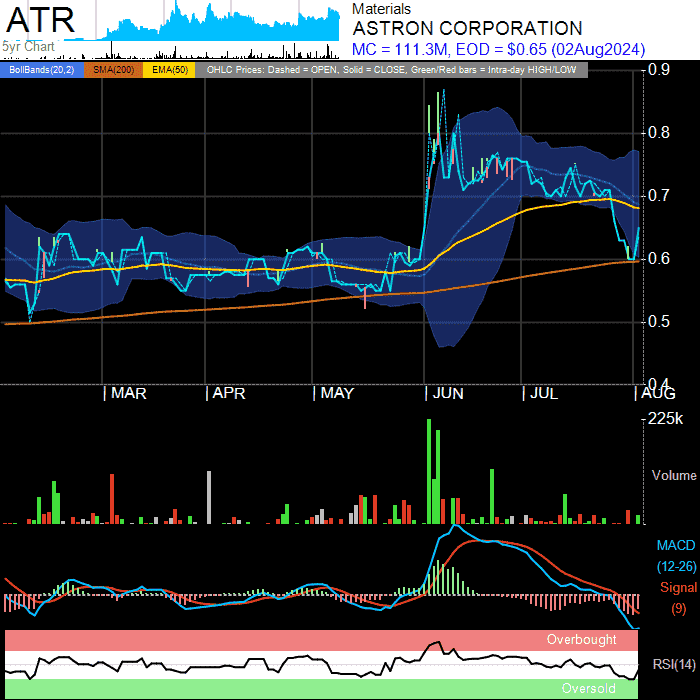 ATR
5yr Chart
Materials
ASTRON CORPORATION
MC = 111.3M, EOD = $0.65 (02Aug2024)
BollBands(20,2) SMA(200) EMA(50) OHLC Prices: Dashed = OPEN, Solid = CLOSE, Green/Red bars = Intra-day HIGH/LOW
0.9
0.8
0.7
0.6
0.5
0.4
MAR APR MAY JUN JUL AUG
225k
Volume
MACD
(12-26)
Signal
(9)
Overbought
RSI(14)
Oversold